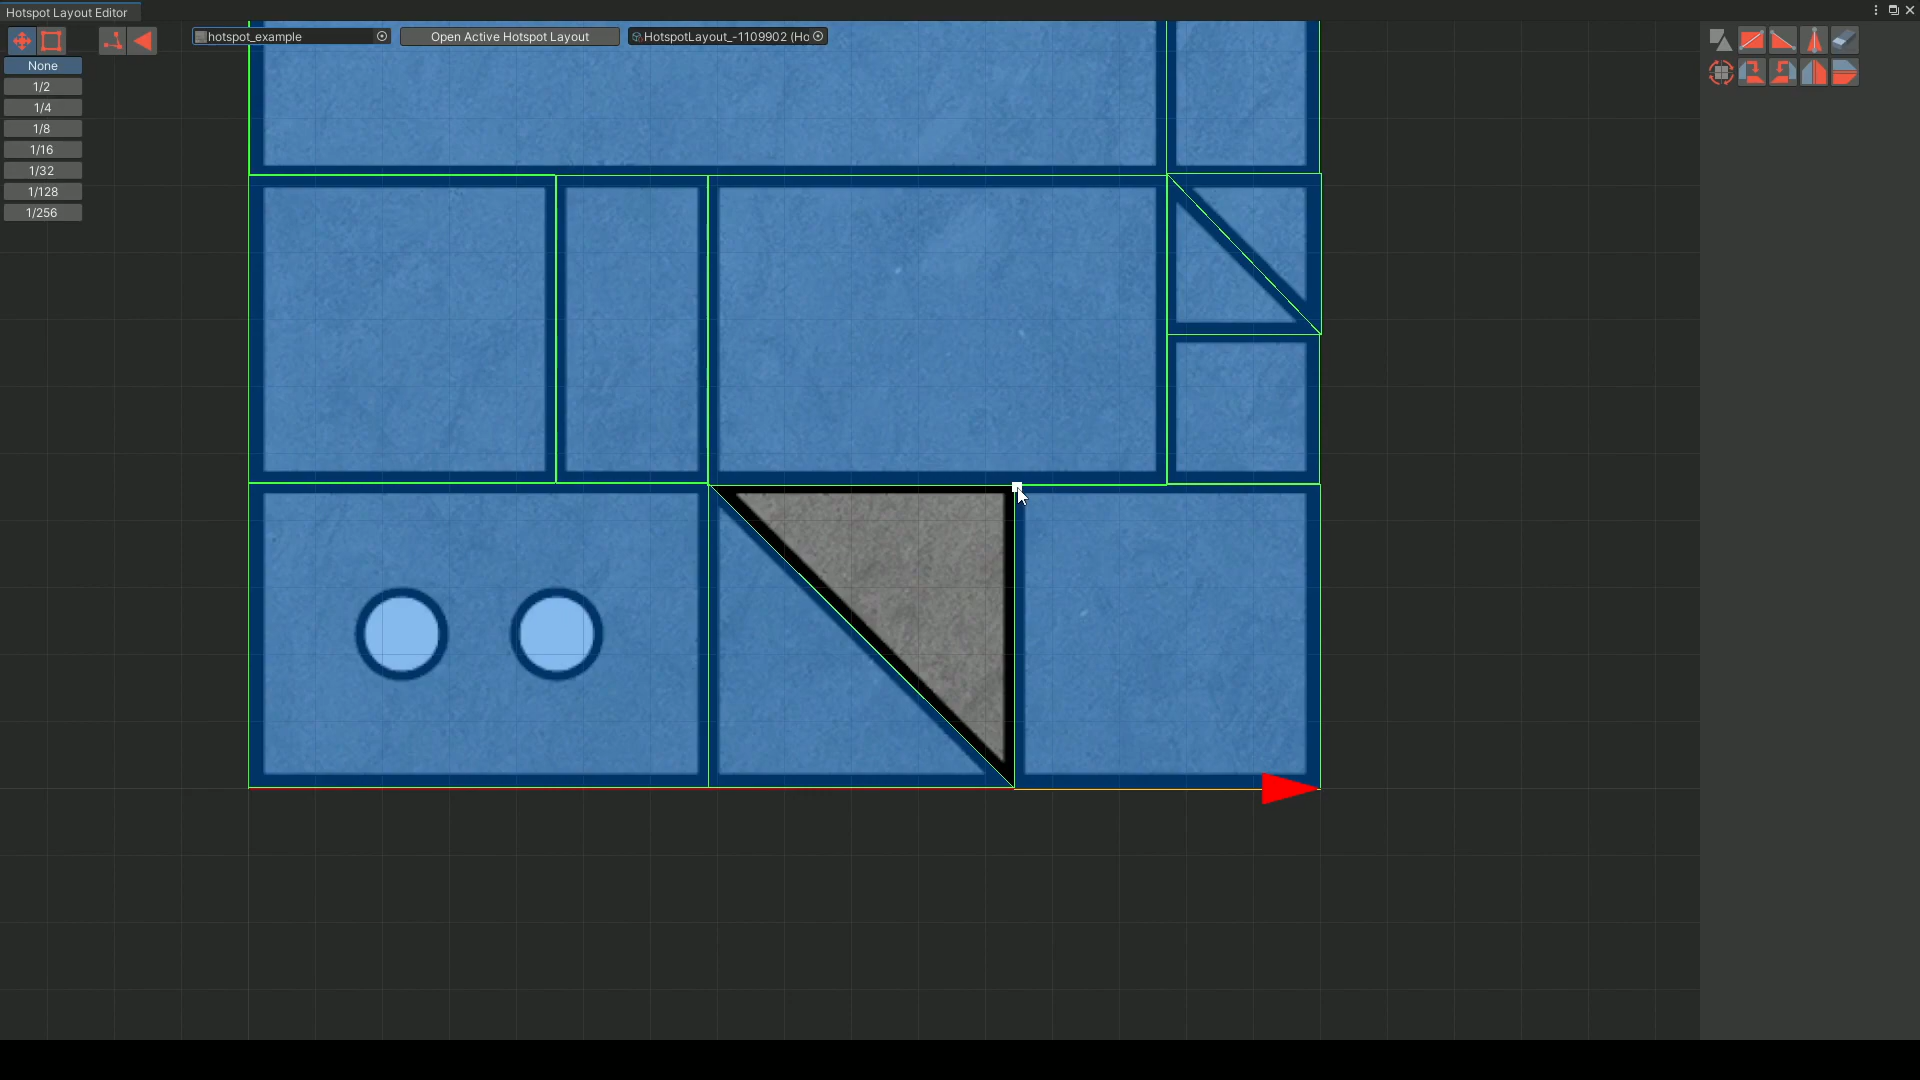 Hotspot Layout Editor
hotspot_example
Open Active Hotspot Layout
HotspotLayout_-1109902 (Ho
None
1/2
1/4
1/8
1/16
1/32
1/128
1/256